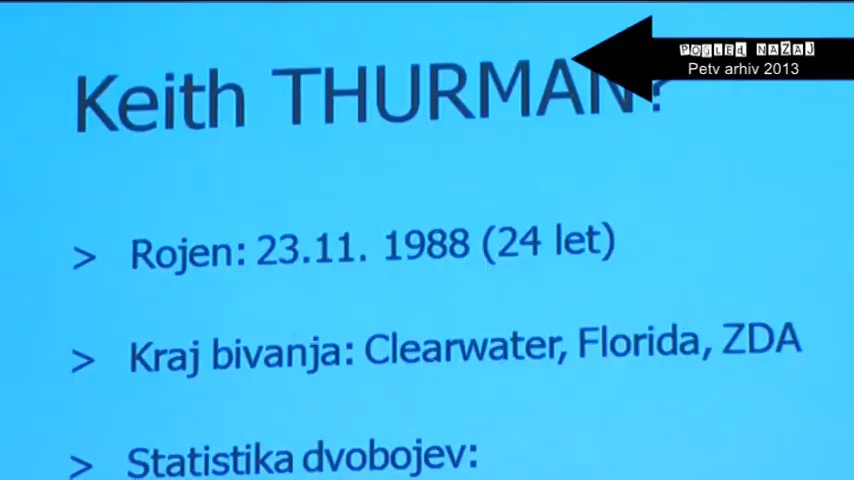 POGLEd NAZAJ
Petv arhiv 2013
Keith THURMAN?
> Rojen: 23.11. 1988 (24 let)
> Kraj bivanja: Clearwater, Florida, ZDA
> Statistika dvobojev: